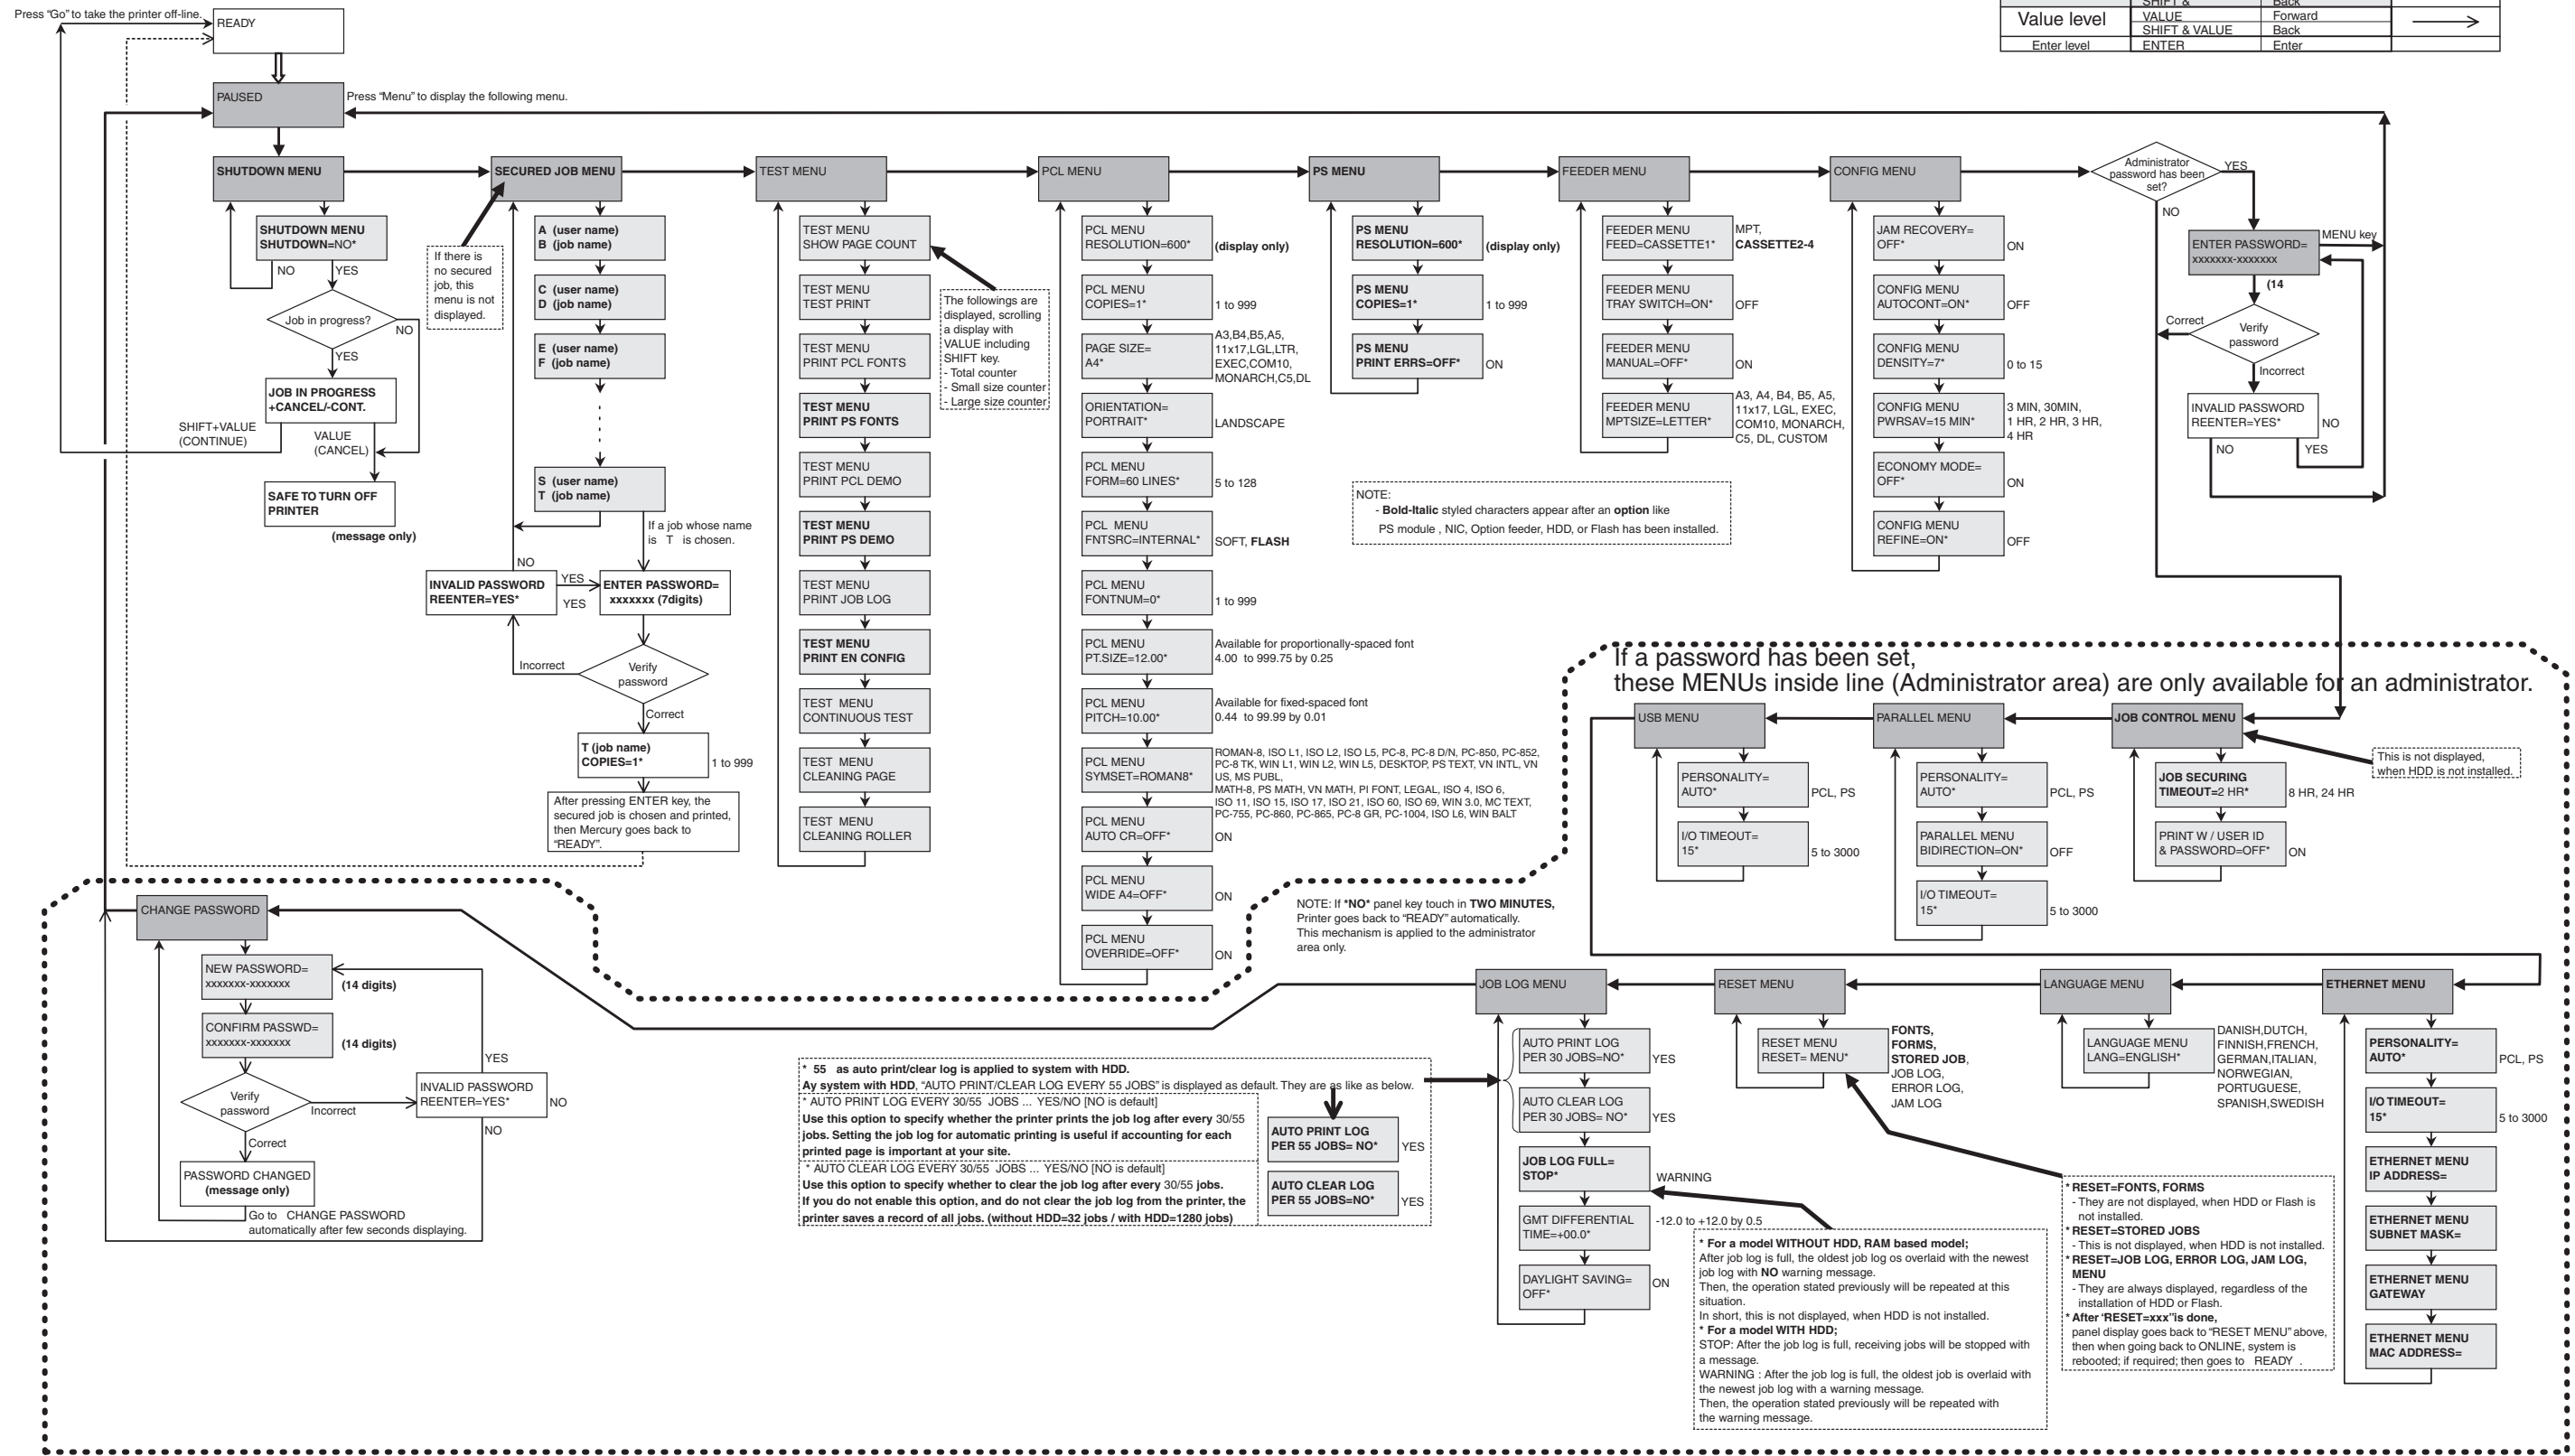 Press “Go” to take the printer off-line.
READY
SHIFT & Back
Value level VALUE Forward
SHIFT & VALUE Back
Enter level ENTER Enter
PAUSED
Press “Menu” to display the following menu.
SHUTDOWN MENU
SHUTDOWN MENU
SHUTDOWN=NO*
NO
YES
Job in progress?
NO
YES
JOB IN PROGRESS
+CANCEL/-CONT.
SHIFT+VALUE
(CONTINUE)
VALUE
(CANCEL)
SAFE TO TURN OFF
PRINTER
(message only)
SECURED JOB MENU
If there is
no secured
job, this
menu is not
displayed.
A (user name)
B (job name)
C (user name)
D (job name)
E (user name)
F (job name)
S (user name)
T (job name)
If a job whose name
is T is chosen.
NO
INVALID PASSWORD
REENTER=YES*
YES
YES
ENTER PASSWORD=
xxxxxxx (7digits)
Incorrect
Verify
password
Correct
T (job name)
COPIES=1*
1 to 999
After pressing ENTER key, the
secured job is chosen and printed,
then Mercury goes back to
“READY”.
TEST MENU
TEST MENU
SHOW PAGE COUNT
TEST MENU
TEST PRINT
TEST MENU
PRINT PCL FONTS
TEST MENU
PRINT PS FONTS
TEST MENU
PRINT PCL DEMO
TEST MENU
PRINT PS DEMO
TEST MENU
PRINT JOB LOG
TEST MENU
PRINT EN CONFIG
TEST MENU
CONTINUOUS TEST
TEST MENU
CLEANING PAGE
TEST MENU
CLEANING ROLLER
The followings are
displayed, scrolling
a display with
VALUE including
SHIFT key.
- Total counter
- Small size counter
- Large size counter
PCL MENU
PCL MENU
RESOLUTION=600*
(display only)
PCL MENU
COPIES=1*
1 to 999
PAGE SIZE=
A4*
A3,B4,B5,A5,
11x17,LGL,LTR,
EXEC,COM10,
MONARCH,C5,DL
ORIENTATION=
PORTRAIT*
LANDSCAPE
PCL MENU
FORM=60 LINES*
5 to 128
PCL MENU
FNTSRC=INTERNAL*
SOFT, FLASH
PCL MENU
FONTNUM=0*
1 to 999
PCL MENU
PT.SIZE=12.00*
Available for proportionally-spaced font
4.00 to 999.75 by 0.25
PCL MENU
PITCH=10.00*
Available for fixed-spaced font
0.44 to 99.99 by 0.01
PCL MENU
SYMSET=ROMAN8*
ROMAN-8, ISO L1, ISO L2, ISO L5, PC-8, PC-8 D/N, PC-850, PC-852,
PC-8 TK, WIN L1, WIN L2, WIN L5, DESKTOP, PS TEXT, VN INTL, VN
US, MS PUBL,
MATH-8, PS MATH, VN MATH, PI FONT, LEGAL, ISO 4, ISO 6,
ISO 11, ISO 15, ISO 17, ISO 21, ISO 60, ISO 69, WIN 3.0, MC TEXT,
PC-755, PC-860, PC-865, PC-8 GR, PC-1004, ISO L6, WIN BALT
PCL MENU
AUTO CR=OFF*
ON
PCL MENU
WIDE A4=OFF*
ON
PCL MENU
OVERRIDE=OFF*
ON
PS MENU
PS MENU
RESOLUTION=600*
(display only)
PS MENU
COPIES=1*
1 to 999
PS MENU
PRINT ERRS=OFF*
ON
NOTE:
- Bold-Italic styled characters appear after an option like
PS module , NIC, Option feeder, HDD, or Flash has been installed.
FEEDER MENU
FEEDER MENU
FEED=CASSETTE1*
MPT,
CASSETTE2-4
FEEDER MENU
TRAY SWITCH=ON*
OFF
FEEDER MENU
MANUAL=OFF*
ON
FEEDER MENU
MPTSIZE=LETTER*
A3, A4, B4, B5, A5,
11x17, LGL, EXEC,
COM10, MONARCH,
C5, DL, CUSTOM
CONFIG MENU
JAM RECOVERY=
OFF*
ON
CONFIG MENU
AUTOCONT=ON*
OFF
CONFIG MENU
DENSITY=7*
0 to 15
CONFIG MENU
PWRSAV=15 MIN*
3 MIN, 30MIN,
1 HR, 2 HR, 3 HR,
4 HR
ECONOMY MODE=
OFF*
ON
CONFIG MENU
REFINE=ON*
OFF
Administrator
password has been
set?
YES
NO
ENTER PASSWORD=
xxxxxxx-xxxxxxx
MENU key
(14
Correct
Verify
password
Incorrect
INVALID PASSWORD
REENTER=YES*
NO
NO
YES
If a password has been set,
these MENUs inside line (Administrator area) are only available for an administrator.
USB MENU
PERSONALITY=
AUTO*
PCL, PS
I/O TIMEOUT=
15*
5 to 3000
PARALLEL MENU
PERSONALITY=
AUTO*
PCL, PS
PARALLEL MENU
BIDIRECTION=ON*
OFF
I/O TIMEOUT=
15*
5 to 3000
JOB CONTROL MENU
This is not displayed,
when HDD is not installed.
JOB SECURING
TIMEOUT=2 HR*
8 HR, 24 HR
PRINT W / USER ID
& PASSWORD=OFF*
ON
NOTE: If *NO* panel key touch in TWO MINUTES,
Printer goes back to “READY” automatically.
This mechanism is applied to the administrator
area only.
CHANGE PASSWORD
NEW PASSWORD=
xxxxxxx-xxxxxxx
(14 digits)
CONFIRM PASSWD=
xxxxxxx-xxxxxxx
(14 digits)
YES
Verify
password
Incorrect
INVALID PASSWORD
REENTER=YES*
NO
NO
Correct
PASSWORD CHANGED
(message only)
Go to CHANGE PASSWORD
automatically after few seconds displaying.
* 55 as auto print/clear log is applied to system with HDD.
Ay system with HDD, “AUTO PRINT/CLEAR LOG EVERY 55 JOBS” is displayed as default. They are as like as below.
* AUTO PRINT LOG EVERY 30/55 JOBS ... YES/NO [NO is default]
Use this option to specify whether the printer prints the job log after every 30/55
jobs. Setting the job log for automatic printing is useful if accounting for each
printed page is important at your site.
* AUTO CLEAR LOG EVERY 30/55 JOBS ... YES/NO [NO is default]
Use this option to specify whether to clear the job log after every 30/55 jobs.
If you do not enable this option, and do not clear the job log from the printer, the
printer saves a record of all jobs. (without HDD=32 jobs / with HDD=1280 jobs)
AUTO PRINT LOG
PER 55 JOBS= NO*
YES
AUTO CLEAR LOG
PER 55 JOBS=NO*
YES
JOB LOG MENU
AUTO PRINT LOG
PER 30 JOBS=NO*
YES
AUTO CLEAR LOG
PER 30 JOBS= NO*
YES
JOB LOG FULL=
STOP*
WARNING
GMT DIFFERENTIAL
TIME=+00.0*
-12.0 to +12.0 by 0.5
DAYLIGHT SAVING=
OFF*
ON
* For a model WITHOUT HDD, RAM based model;
After job log is full, the oldest job log os overlaid with the newest
job log with NO warning message.
Then, the operation stated previously will be repeated at this
situation.
In short, this is not displayed, when HDD is not installed.
* For a model WITH HDD;
STOP: After the job log is full, receiving jobs will be stopped with
a message.
WARNING : After the job log is full, the oldest job is overlaid with
the newest job log with a warning message.
Then, the operation stated previously will be repeated with
the warning message.
RESET MENU
RESET MENU
RESET= MENU*
FONTS,
FORMS,
STORED JOB,
JOB LOG,
ERROR LOG,
JAM LOG
* RESET=FONTS, FORMS
- They are not displayed, when HDD or Flash is
not installed.
* RESET=STORED JOBS
- This is not displayed, when HDD is not installed.
* RESET=JOB LOG, ERROR LOG, JAM LOG,
MENU
- They are always displayed, regardless of the
installation of HDD or Flash.
* After “RESET=xxx” is done,
panel display goes back to “RESET MENU” above,
then when going back to ONLINE, system is
rebooted; if required; then goes to READY .
LANGUAGE MENU
LANGUAGE MENU
LANG=ENGLISH*
DANISH,DUTCH,
FINNISH,FRENCH,
GERMAN,ITALIAN,
NORWEGIAN,
PORTUGUESE,
SPANISH,SWEDISH
ETHERNET MENU
PERSONALITY=
AUTO*
PCL, PS
I/O TIMEOUT=
15*
5 to 3000
ETHERNET MENU
IP ADDRESS=
ETHERNET MENU
SUBNET MASK=
ETHERNET MENU
GATEWAY
ETHERNET MENU
MAC ADDRESS=